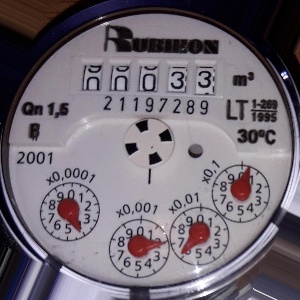 RUBIKON
00033 m³
21197289
Qn 1,5
B
LT 1-269
1995
30°C
2001
x0,0001
x0,001
x0,01
x0,1